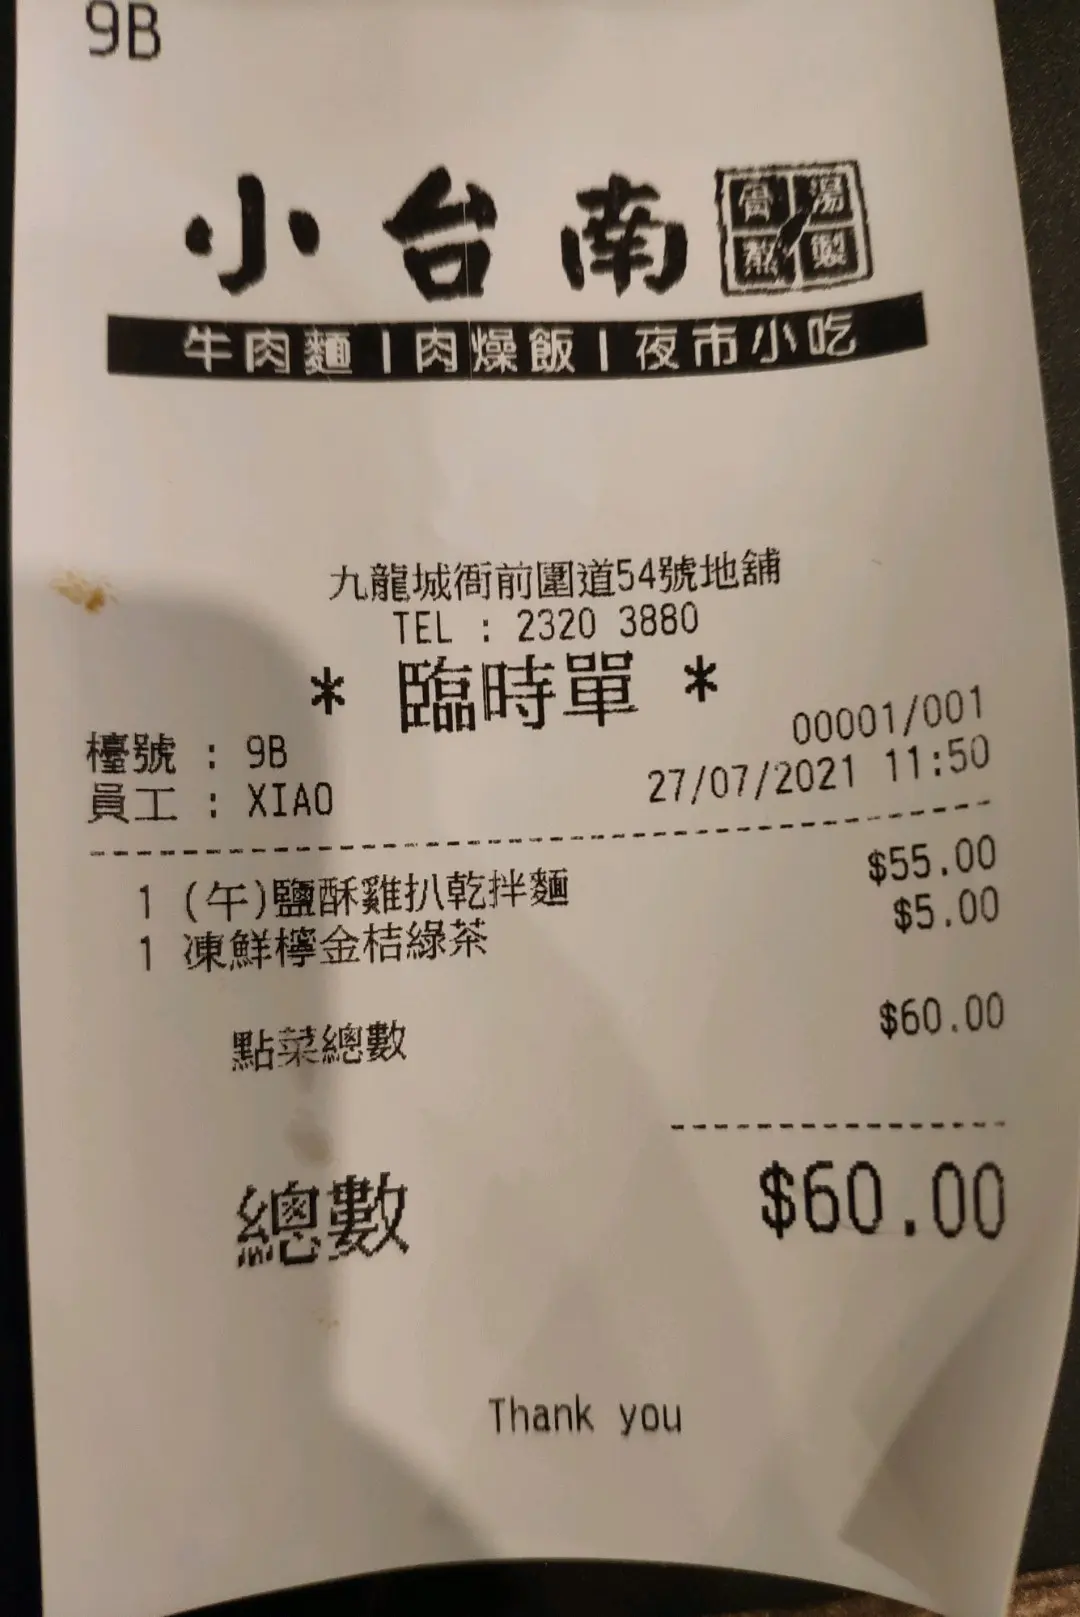 9B
小台南
骨湯
熬製
牛肉麵 | 肉燥飯 | 夜市小吃
九龍城衙前圍道54號地舖
TEL : 2320 3880
* 臨時單 *
00001/001
檯號 : 9B
員工 : XIAO
27/07/2021 11:50
1 (午)鹽酥雞扒乾拌麵 $55.00
1 凍鮮檸金桔綠茶 $5.00
點菜總數 $60.00
總數 $60.00
Thank you